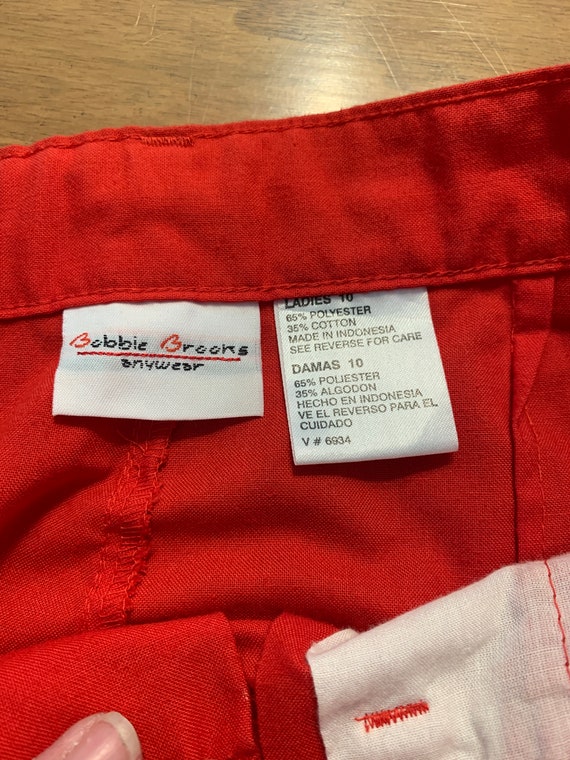 Bobbie Brooks
anywear
LADIES 10
65% POLYESTER
35% COTTON
MADE IN INDONESIA
SEE REVERSE FOR CARE
DAMAS 10
65% POLIESTER
35% ALGODON
HECHO EN INDONESIA
VE EL REVERSO PARA EL
CUIDADO
V # 6934